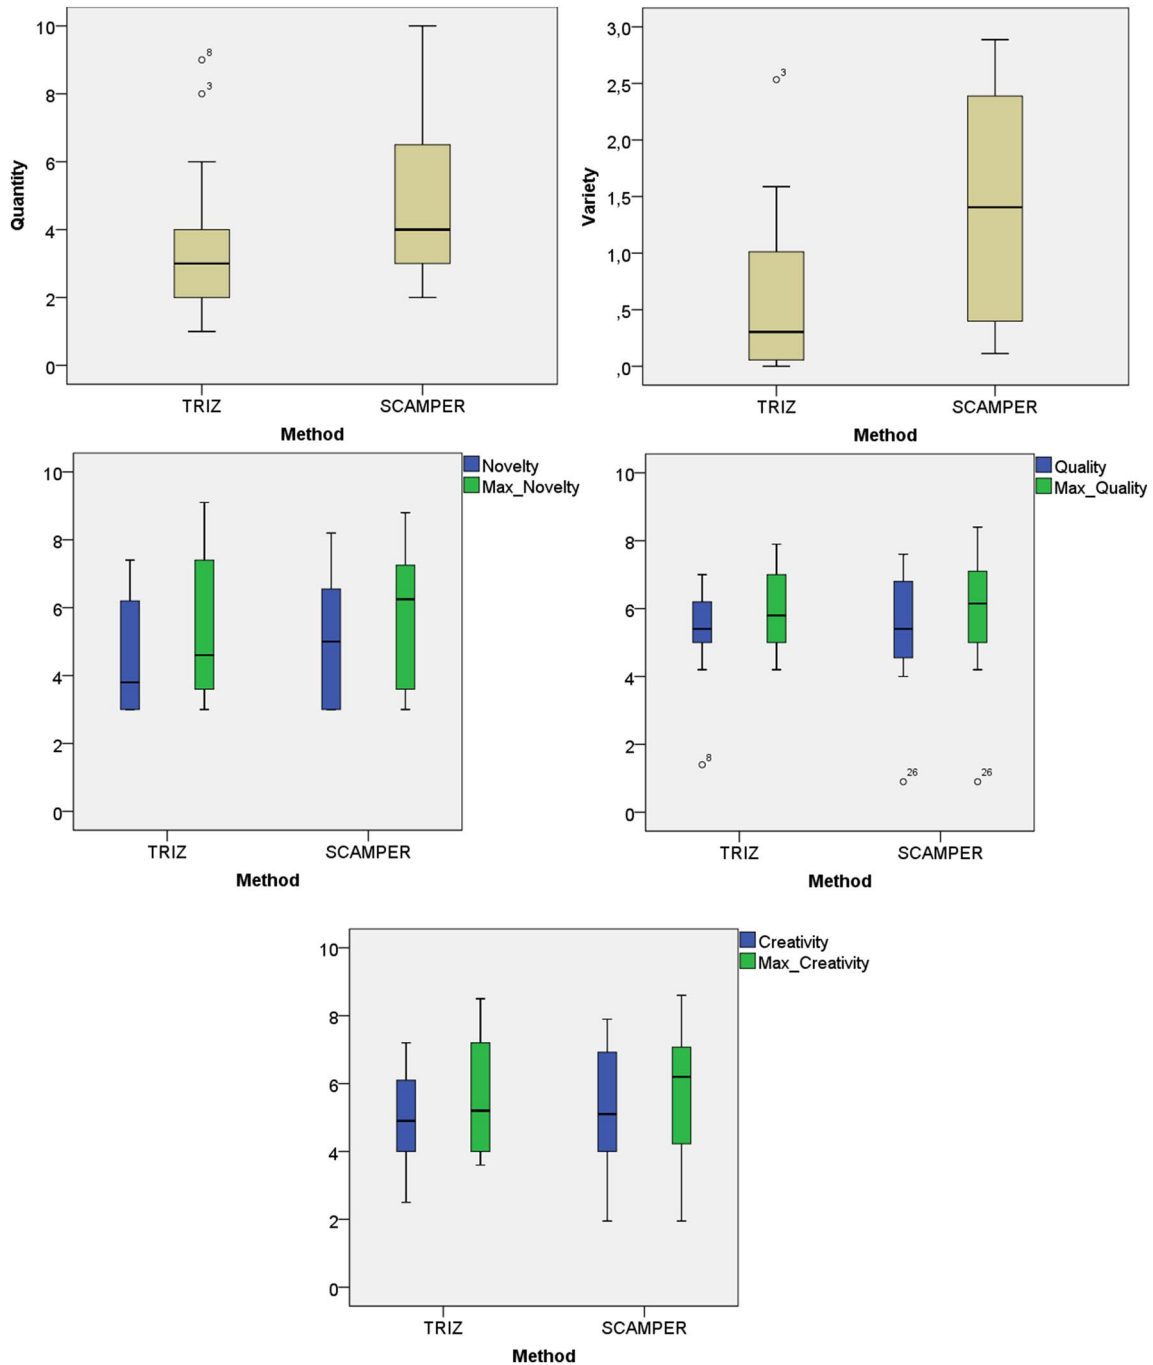 10
8
6
4
2
0
Quantity
8
3
TRIZ SCAMPER
Method
3,0
2,5
2,0
1,5
1,0
,5
,0
Variety
3
TRIZ SCAMPER
Method
10
8
6
4
2
0
Novelty
Max_Novelty
TRIZ SCAMPER
Method
10
8
6
4
2
0
Quality
Max_Quality
8
26
26
TRIZ SCAMPER
Method
10
8
6
4
2
0
Creativity
Max_Creativity
TRIZ SCAMPER
Method